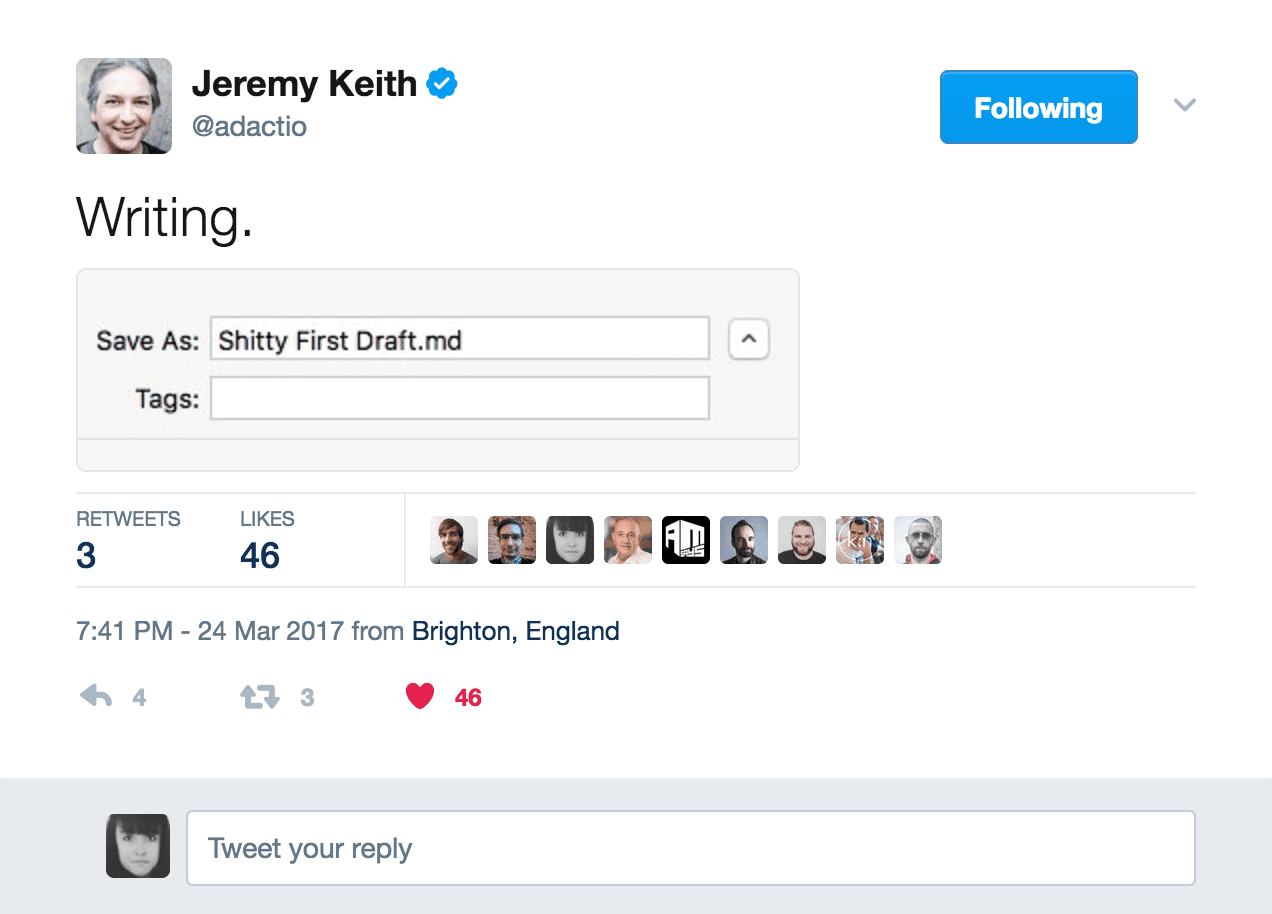 Jeremy Keith
@adactio
Following
Writing.
Save As: Shitty First Draft.md
Tags:
RETWEETS LIKES
3 46
7:41 PM - 24 Mar 2017 from Brighton, England
4 3 46
Tweet your reply